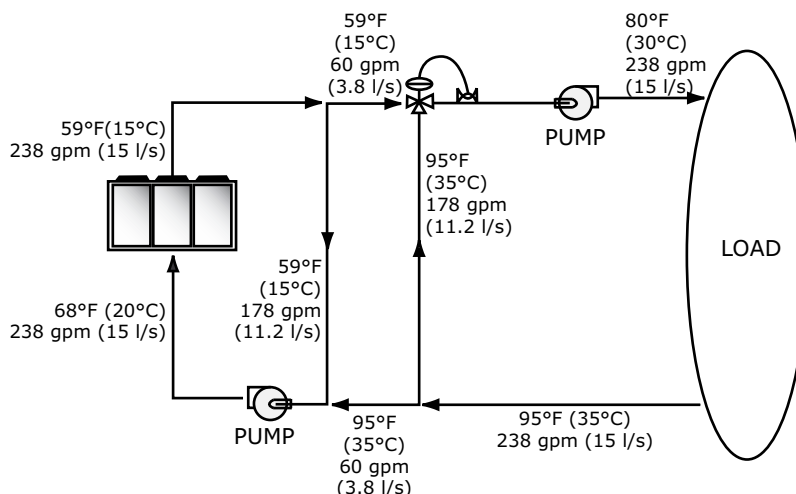 59°F
(15°C)
60 gpm
(3.8 l/s)
80°F
(30°C)
238 gpm
(15 l/s)
PUMP
59°F(15°C)
238 gpm (15 l/s)
95°F
(35°C)
178 gpm
(11.2 l/s)
LOAD
59°F
(15°C)
178 gpm
(11.2 l/s)
68°F (20°C)
238 gpm (15 l/s)
PUMP
95°F
(35°C)
60 gpm
(3.8 l/s)
95°F (35°C)
238 gpm (15 l/s)